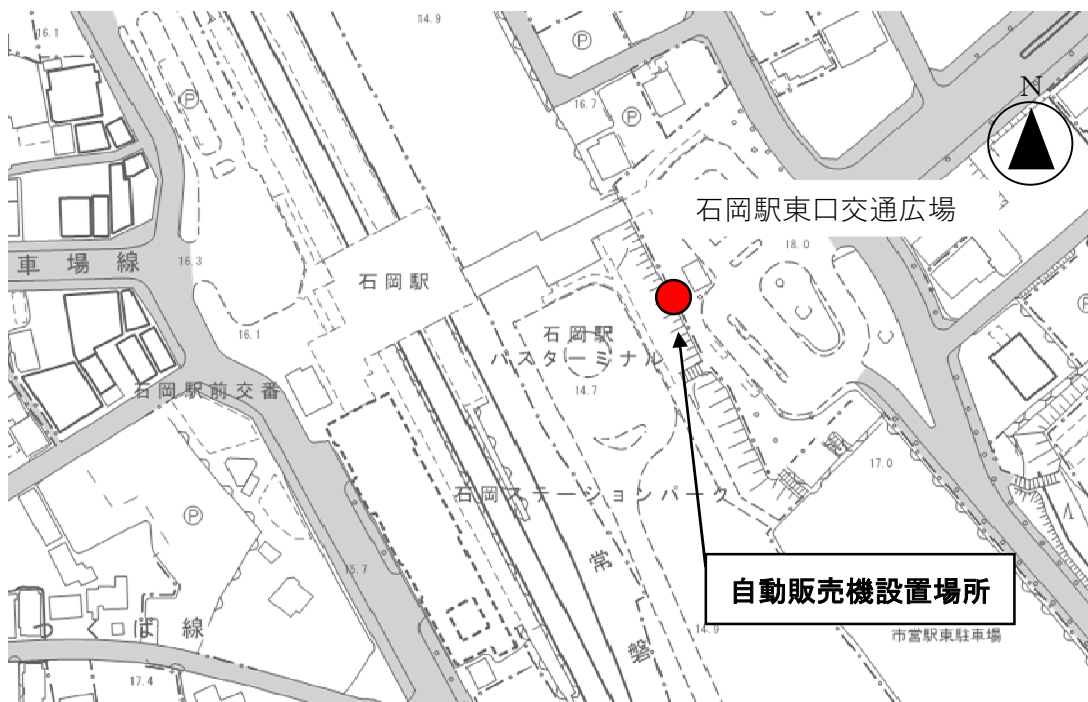 14.9
16.1
Ⓟ
N
Ⓟ
16.7
Ⓟ
石岡駅東口交通広場
18.0
車場線
16.3
石岡駅
16.1
石岡駅
バスターミナル
14.7
石岡駅前交番
17.0
石岡ステーションパーク
Ⓟ
常
15.7
自動販売機設置場所
線
14.9
市営駅東駐車場
磐
17.4